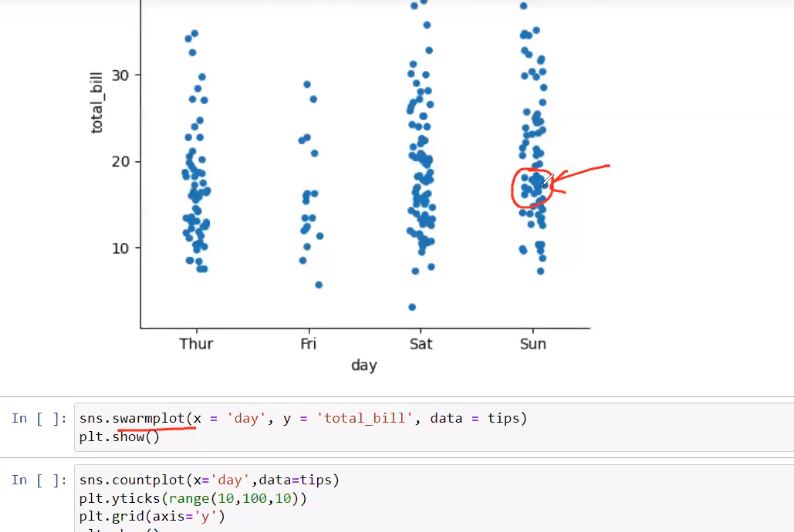 30
20
10
total_bill
Thur Fri Sat Sun
day
In [ ]: sns.swarmplot(x = 'day', y = 'total_bill', data = tips)
plt.show()
In [ ]: sns.countplot(x='day',data=tips)
plt.yticks(range(10,100,10))
plt.grid(axis='y')